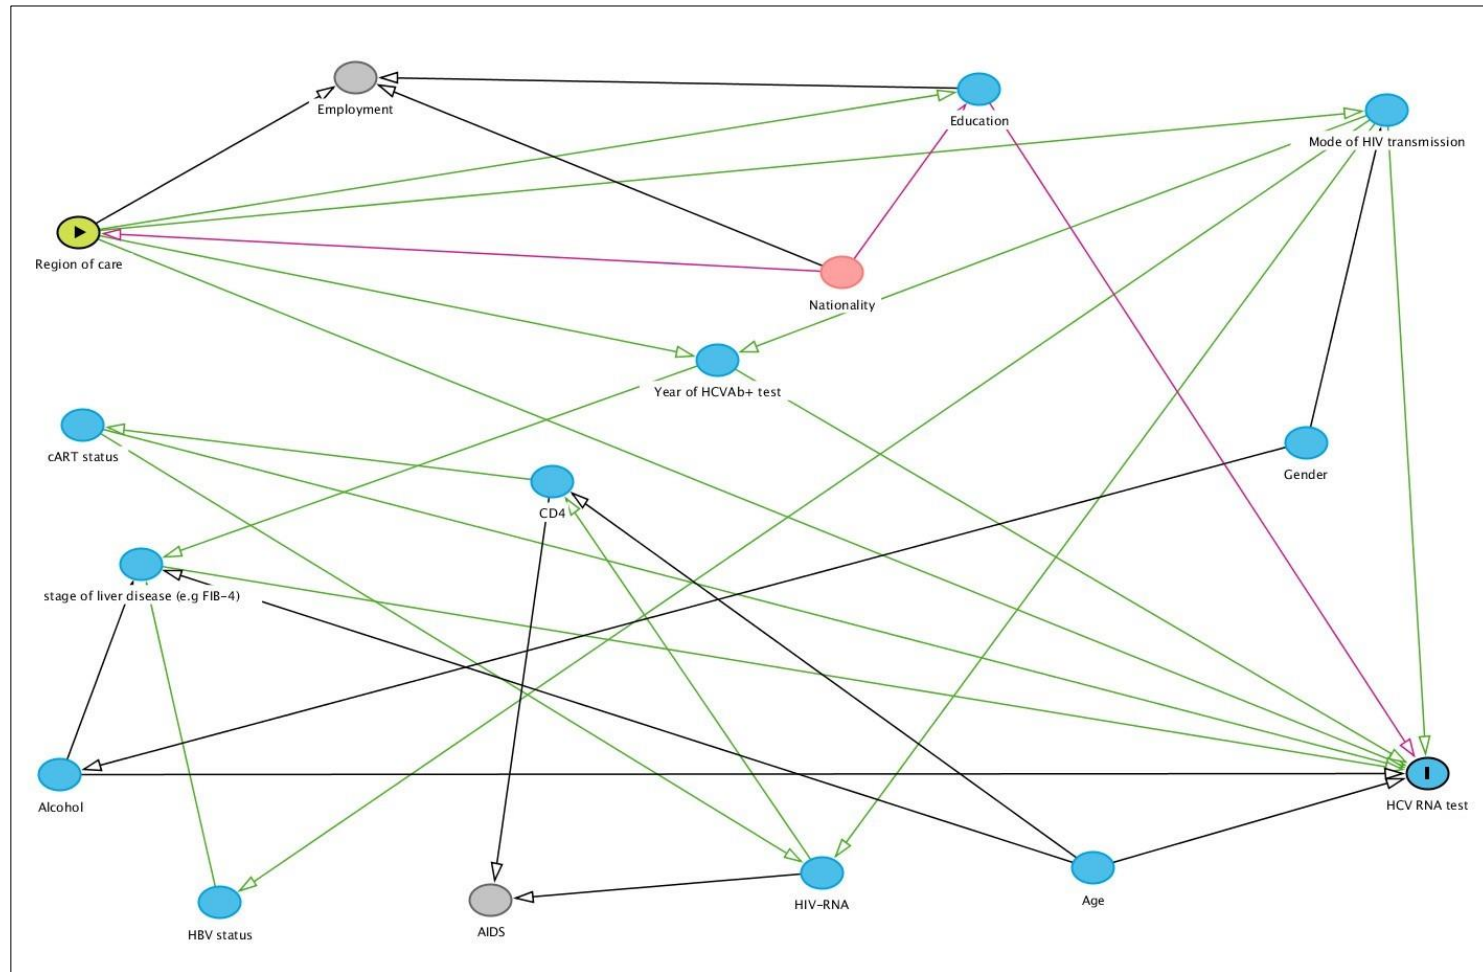 Employment
Education
Mode of HIV transmission
Region of care
Nationality
Year of HCVAb+ test
cART status
Gender
CD4
stage of liver disease (e.g FIB-4)
Alcohol
HCV RNA test
HIV-RNA
Age
HBV status
AIDS